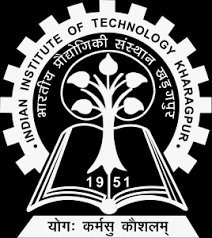 INDIAN INSTITUTE OF TECHNOLOGY KHARAGPUR
भारतीय प्रौद्योगिकी संस्थान खड़गपुर
1951
योगः कर्मसु कौशलम्